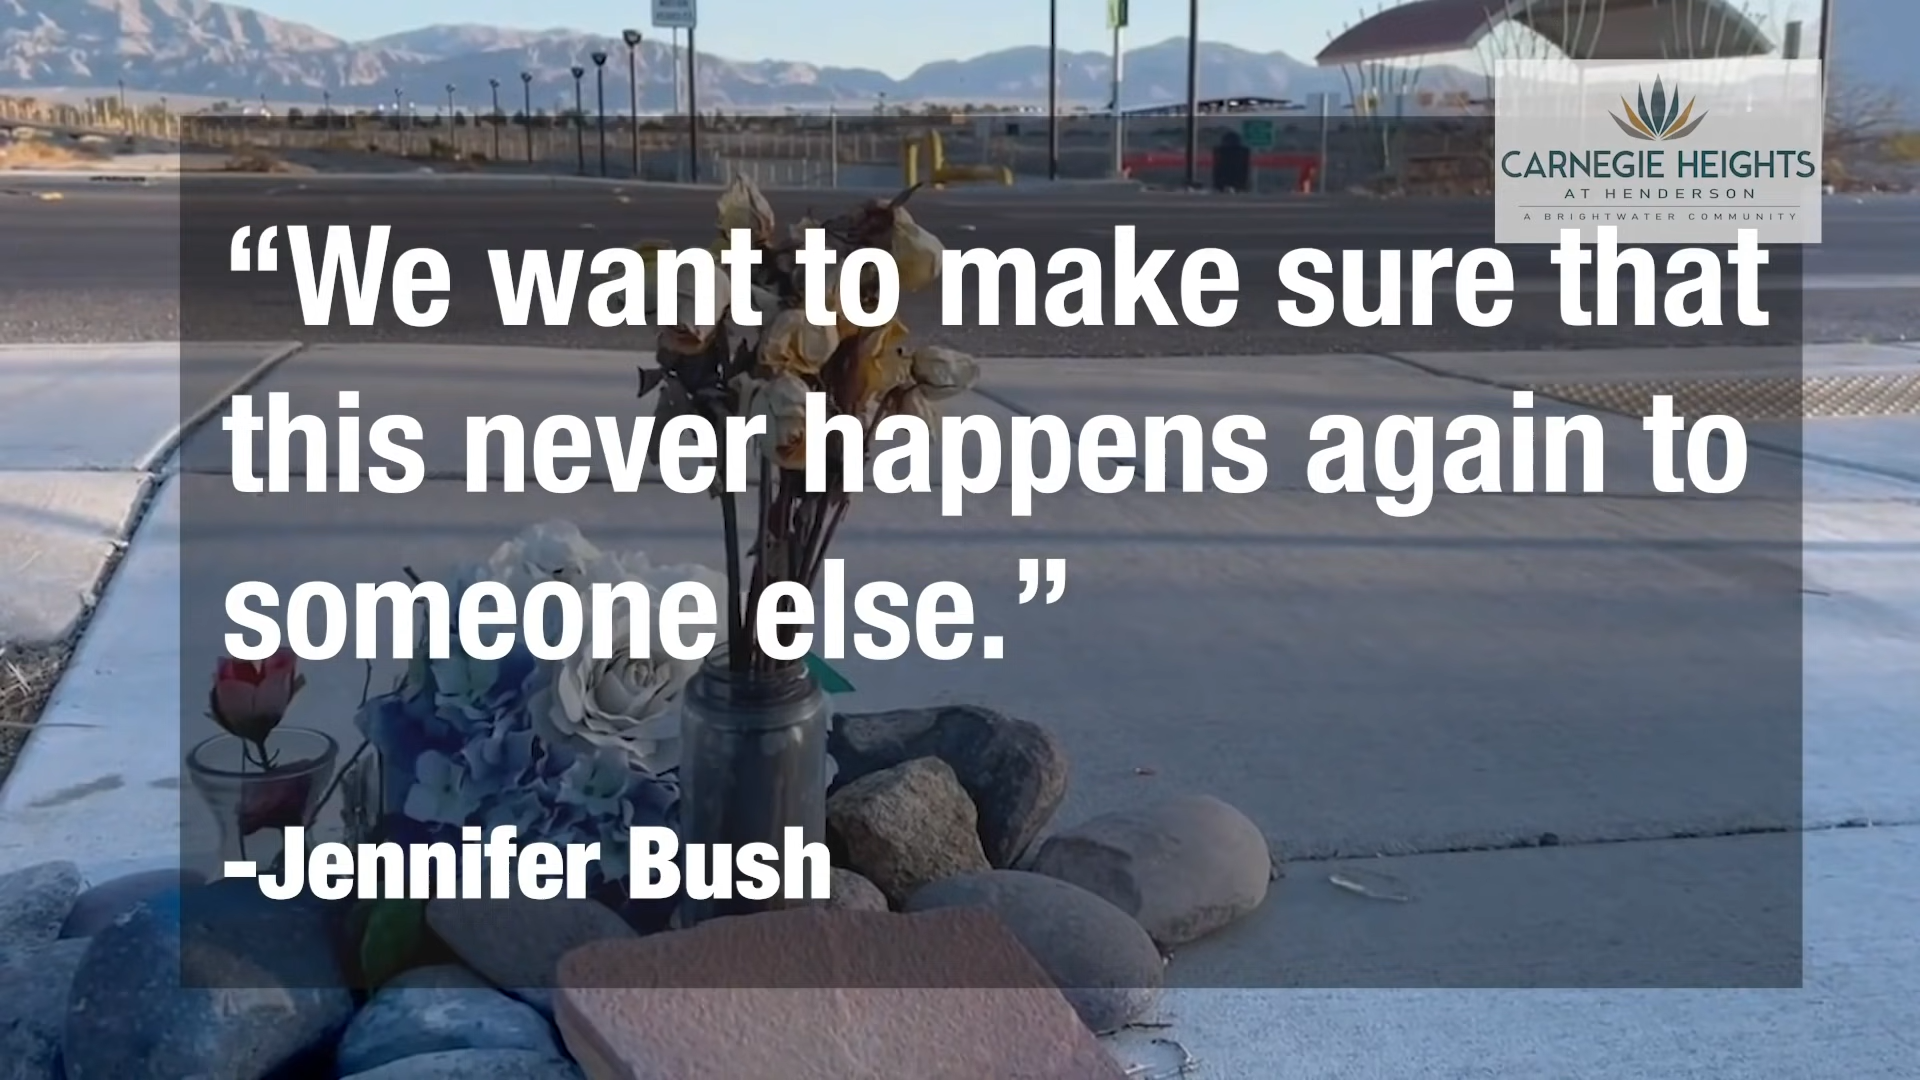 CARNEGIE HEIGHTS
AT HENDERSON
A BRIGHTWATER COMMUNITY
“We want to make sure that
this never happens again to
someone else.”
-Jennifer Bush